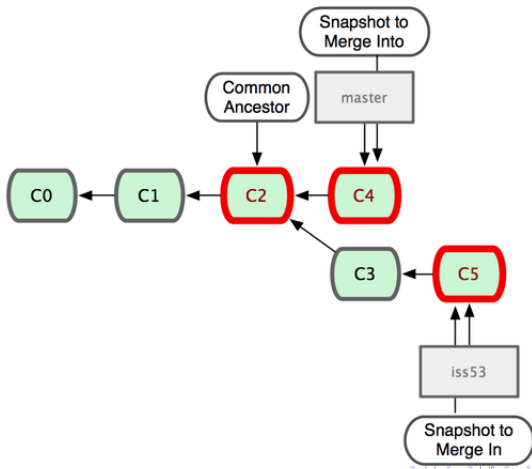 Snapshot to
Merge Into
Common
Ancestor
master
C0
C1
C2
C4
C3
C5
iss53
Snapshot to
Merge In